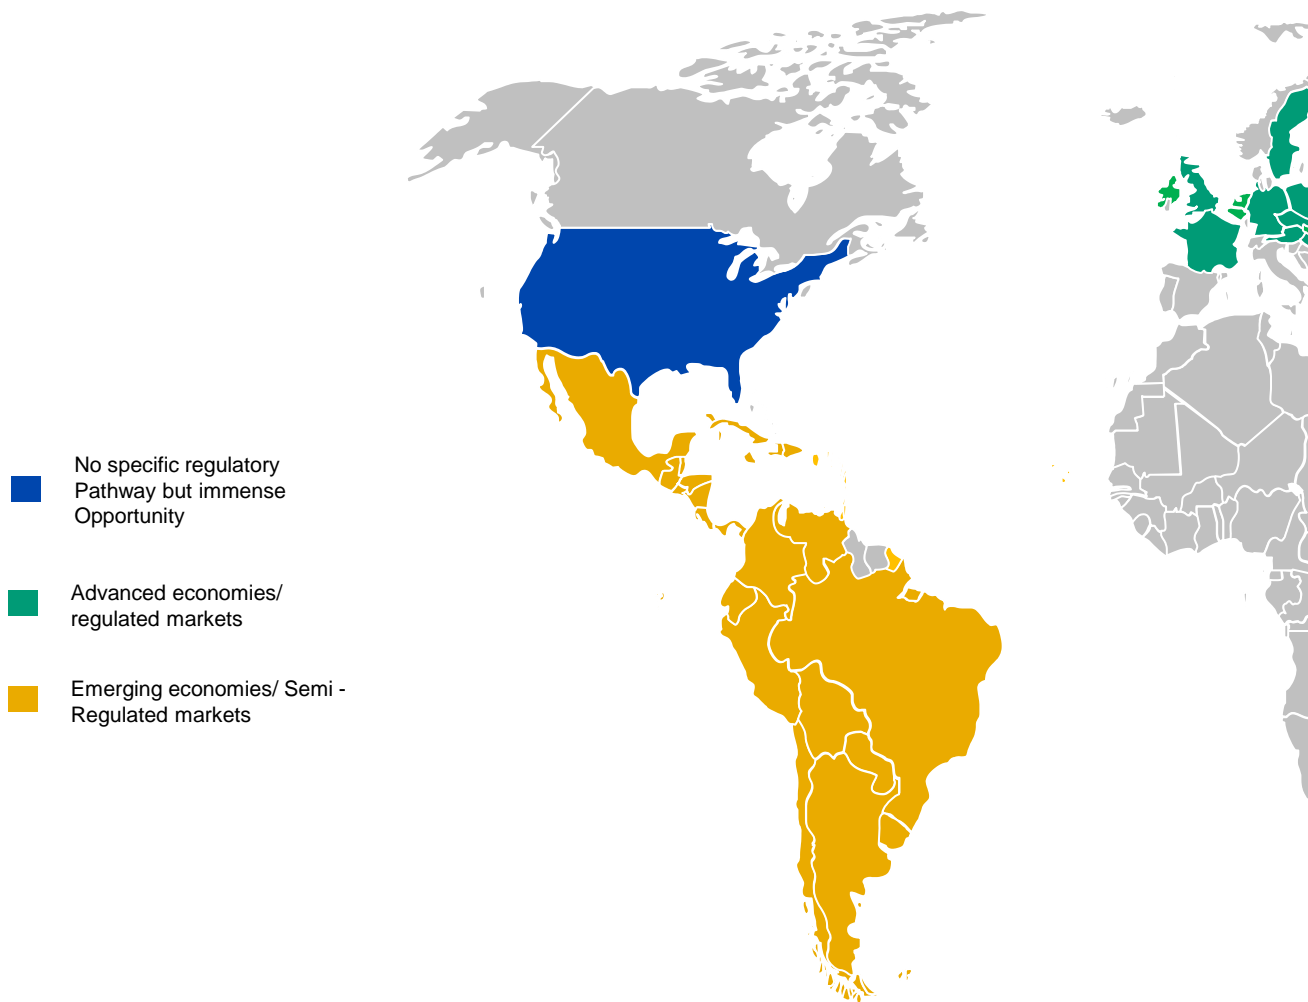 No specific regulatory
Pathway but immense
Opportunity
Advanced economies/
regulated markets
Emerging economies/ Semi -
Regulated markets